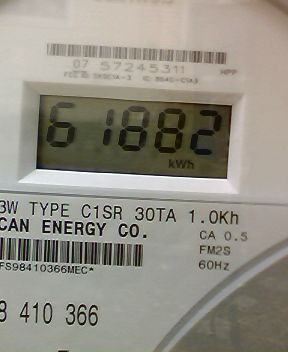 07 57245311
HPP
61882
kWh
3W TYPE C1SR 30TA 1.0Kh
CAN ENERGY CO.
CA 0.5
FM2S
FS98410366MEC*
60Hz
8 410 366